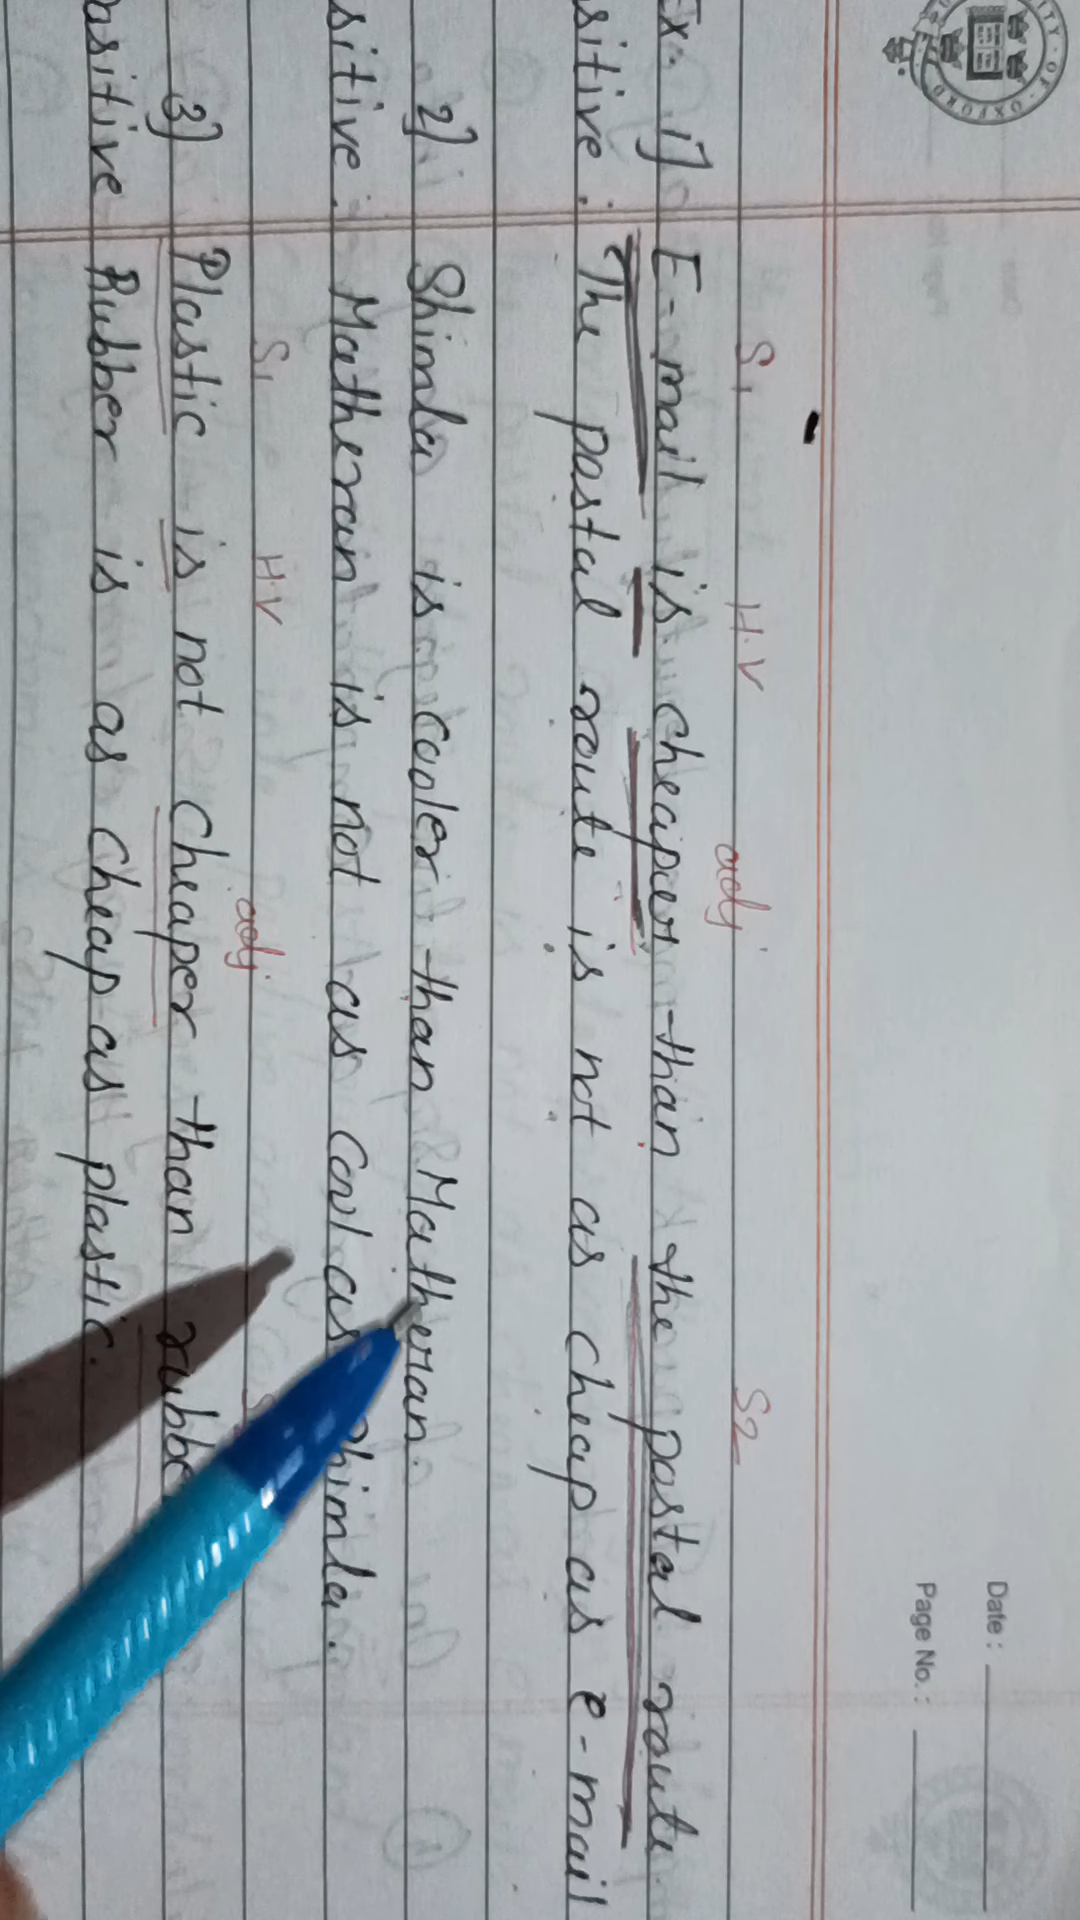 Date :
Page No. :
S1 H.V adj S2
Ex. 1] E-mail is cheaper than the postal route
sitive : The postal route is not as cheap as e-mail
2] Shimla is cooler than Matheran.
sitive : Matheran is not as cool as Shimla.
S1 H.V adj
3] Plastic is not cheaper than rubbe
ositive Rubber is as cheap as plastic.